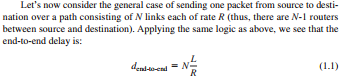 Let's now consider the general case of sending one packet from source to desti-
nation over a path consisting of N links each of rate R (thus, there are N-1 routers
between source and destination). Applying the same logic as above, we see that the
end-to-end delay is:
d_end-to-end = N L/R (1.1)